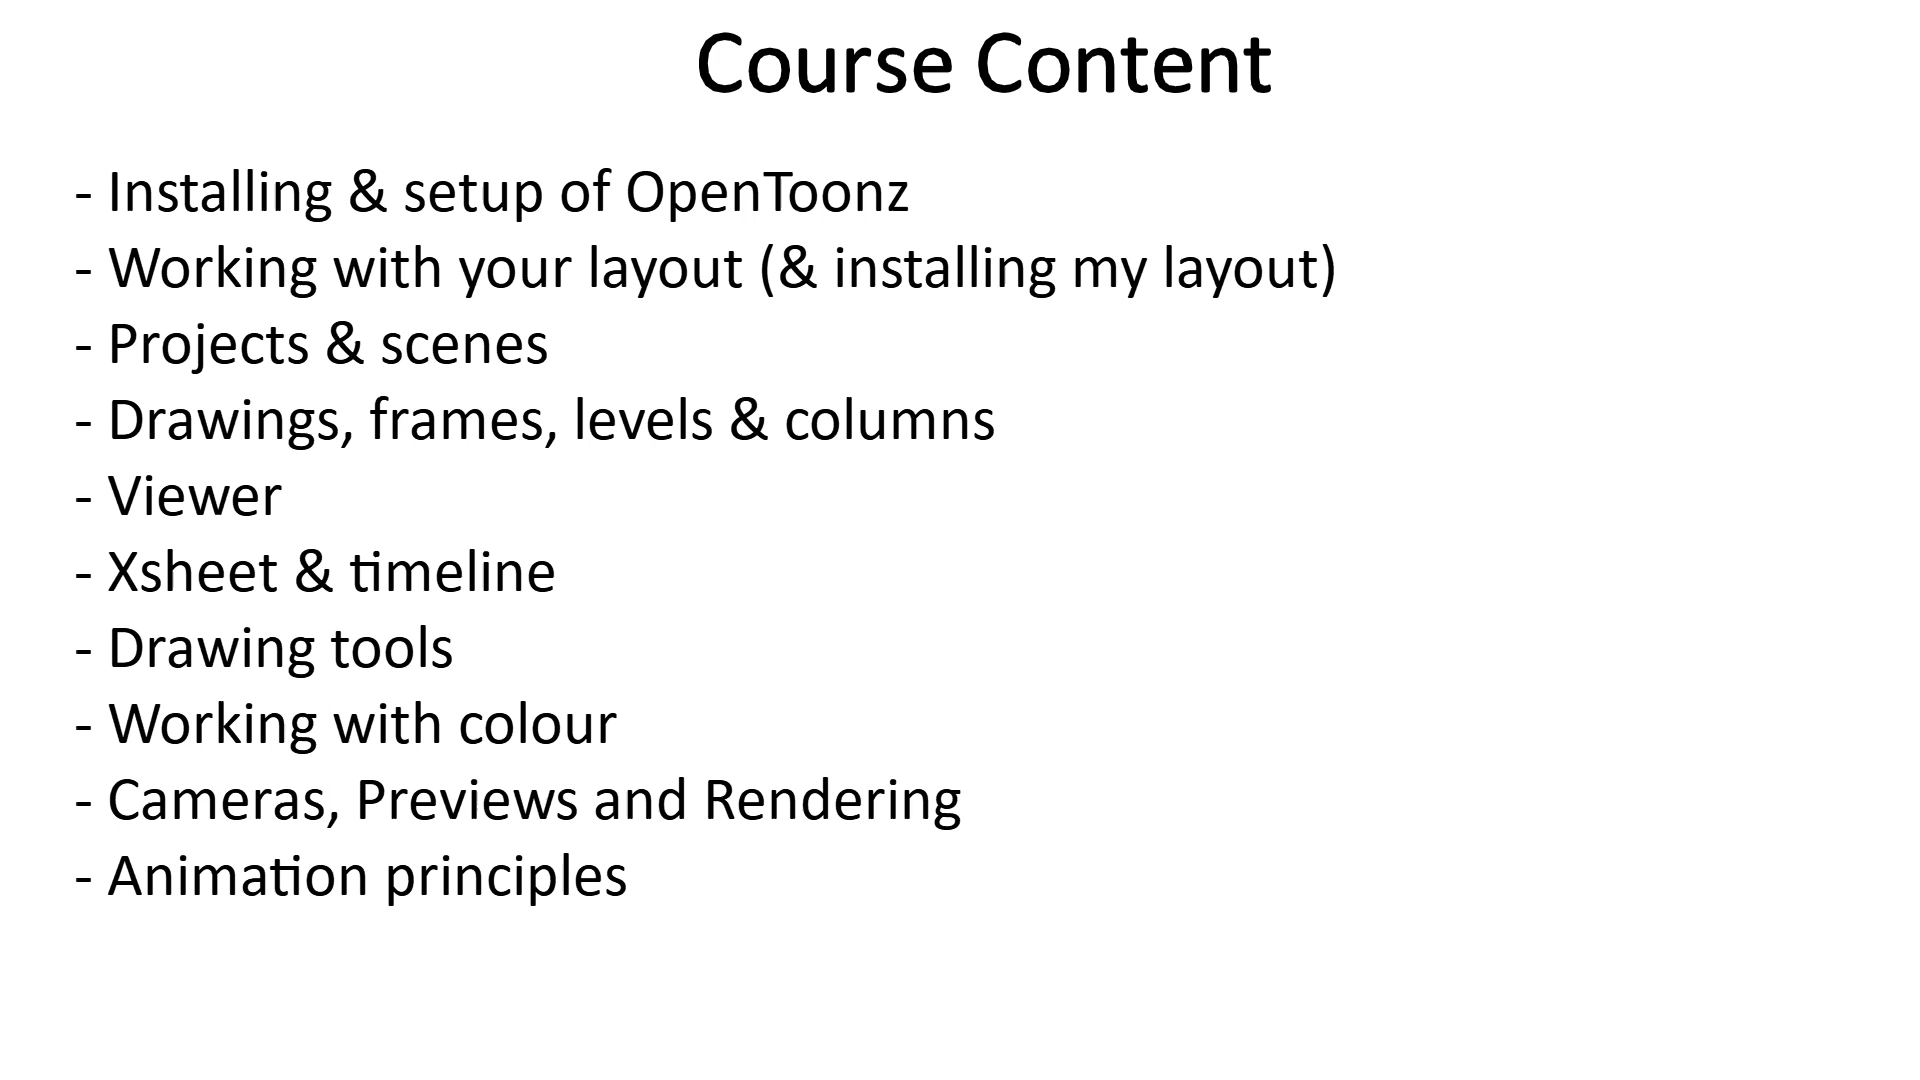 Course Content
- Installing & setup of OpenToonz
- Working with your layout (& installing my layout)
- Projects & scenes
- Drawings, frames, levels & columns
- Viewer
- Xsheet & timeline
- Drawing tools
- Working with colour
- Cameras, Previews and Rendering
- Animation principles